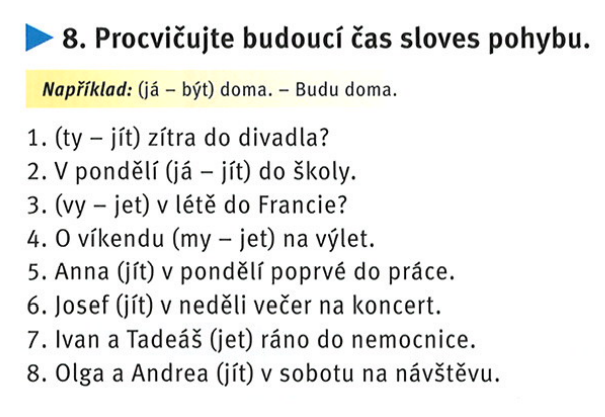 8. Procvičujte budoucí čas sloves pohybu.
Například: (já – být) doma. – Budu doma.
1. (ty – jít) zítra do divadla?
2. V pondělí (já – jít) do školy.
3. (vy – jet) v létě do Francie?
4. O víkendu (my – jet) na výlet.
5. Anna (jít) v pondělí poprvé do práce.
6. Josef (jít) v neděli večer na koncert.
7. Ivan a Tadeáš (jet) ráno do nemocnice.
8. Olga a Andrea (jít) v sobotu na návštěvu.